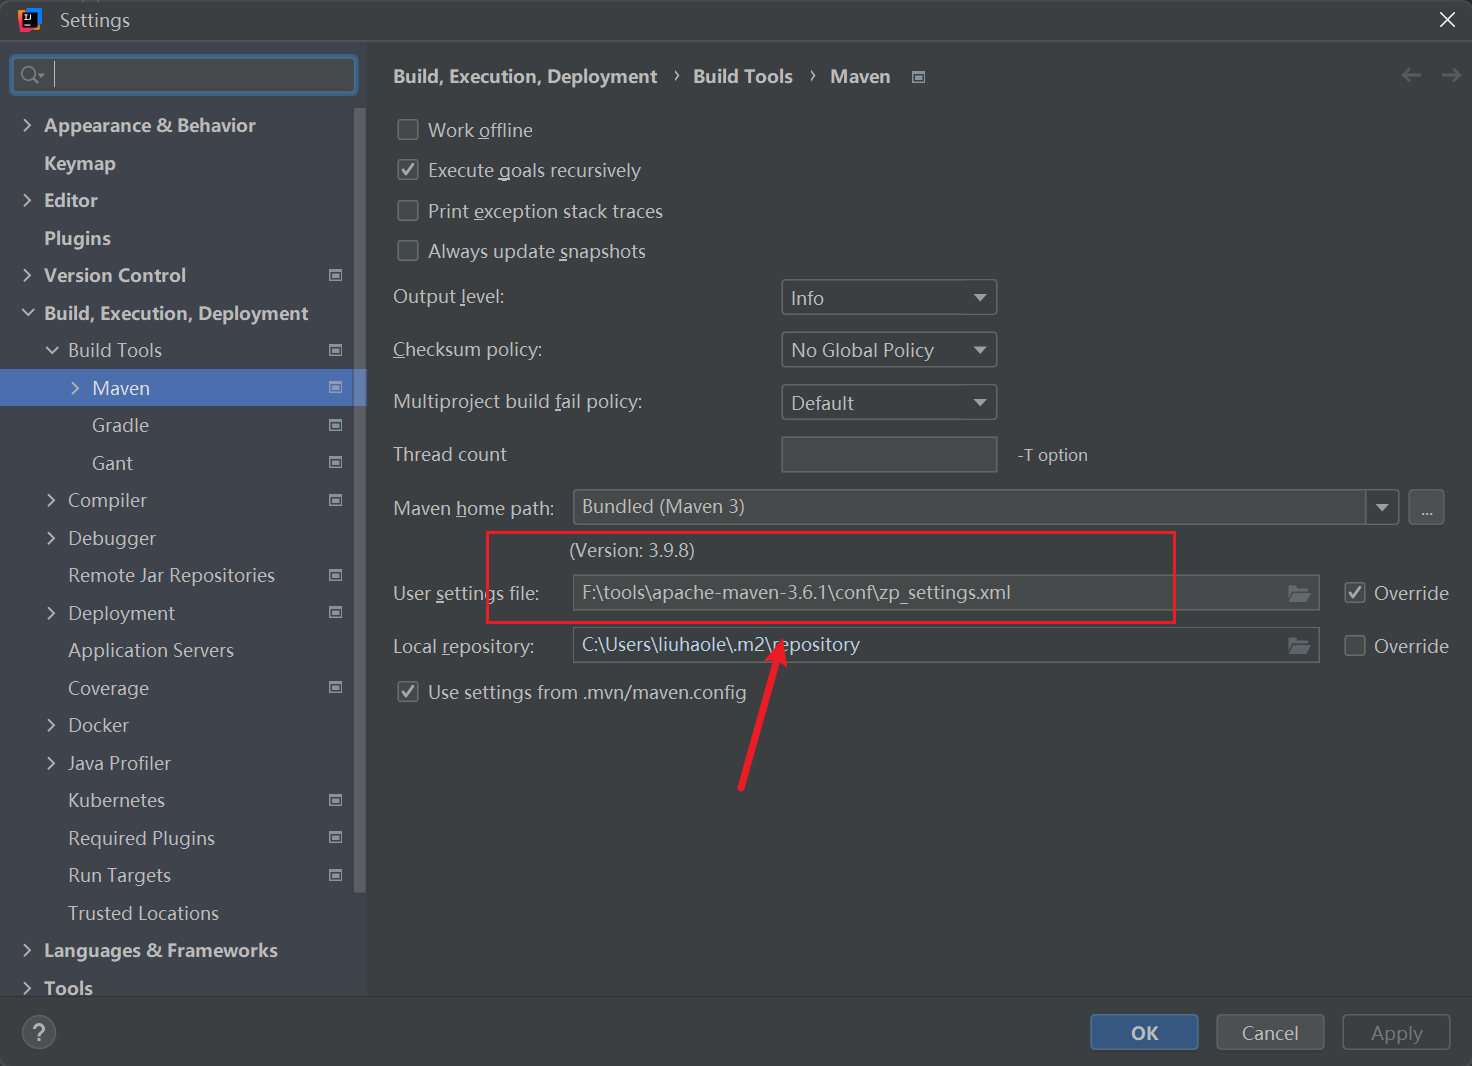 Settings
Build, Execution, Deployment › Build Tools › Maven
Appearance & Behavior
Keymap
Editor
Plugins
Version Control
Build, Execution, Deployment
Build Tools
Maven
Gradle
Gant
Compiler
Debugger
Remote Jar Repositories
Deployment
Application Servers
Coverage
Docker
Java Profiler
Kubernetes
Required Plugins
Run Targets
Trusted Locations
Languages & Frameworks
Tools
Work offline
Execute goals recursively
Print exception stack traces
Always update snapshots
Output level: Info
Checksum policy: No Global Policy
Multiproject build fail policy: Default
Thread count -T option
Maven home path: Bundled (Maven 3) ...
(Version: 3.9.8)
User settings file: F:\tools\apache-maven-3.6.1\conf\zp_settings.xml Override
Local repository: C:\Users\liuhaole\.m2\repository Override
Use settings from .mvn/maven.config
? OK Cancel Apply